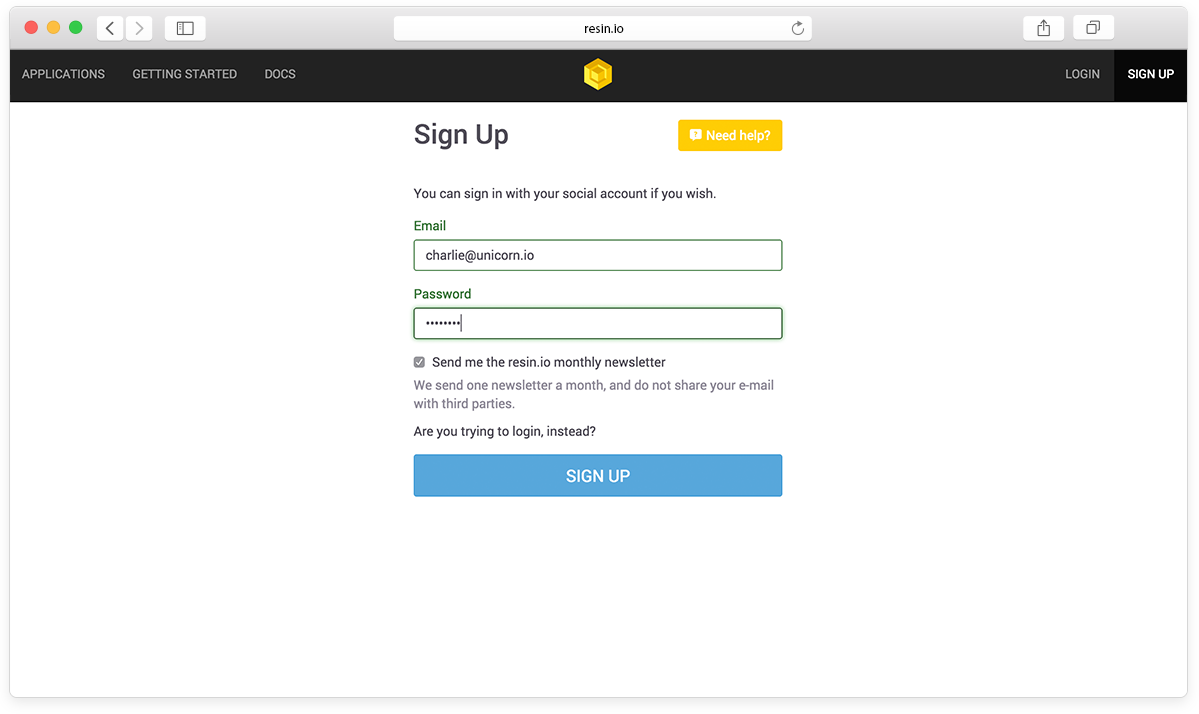 resin.io
APPLICATIONS GETTING STARTED DOCS LOGIN SIGN UP
Sign Up
Need help?
You can sign in with your social account if you wish.
Email
charlie@unicorn.io
Password
••••••••
Send me the resin.io monthly newsletter
We send one newsletter a month, and do not share your e-mail
with third parties.
Are you trying to login, instead?
SIGN UP